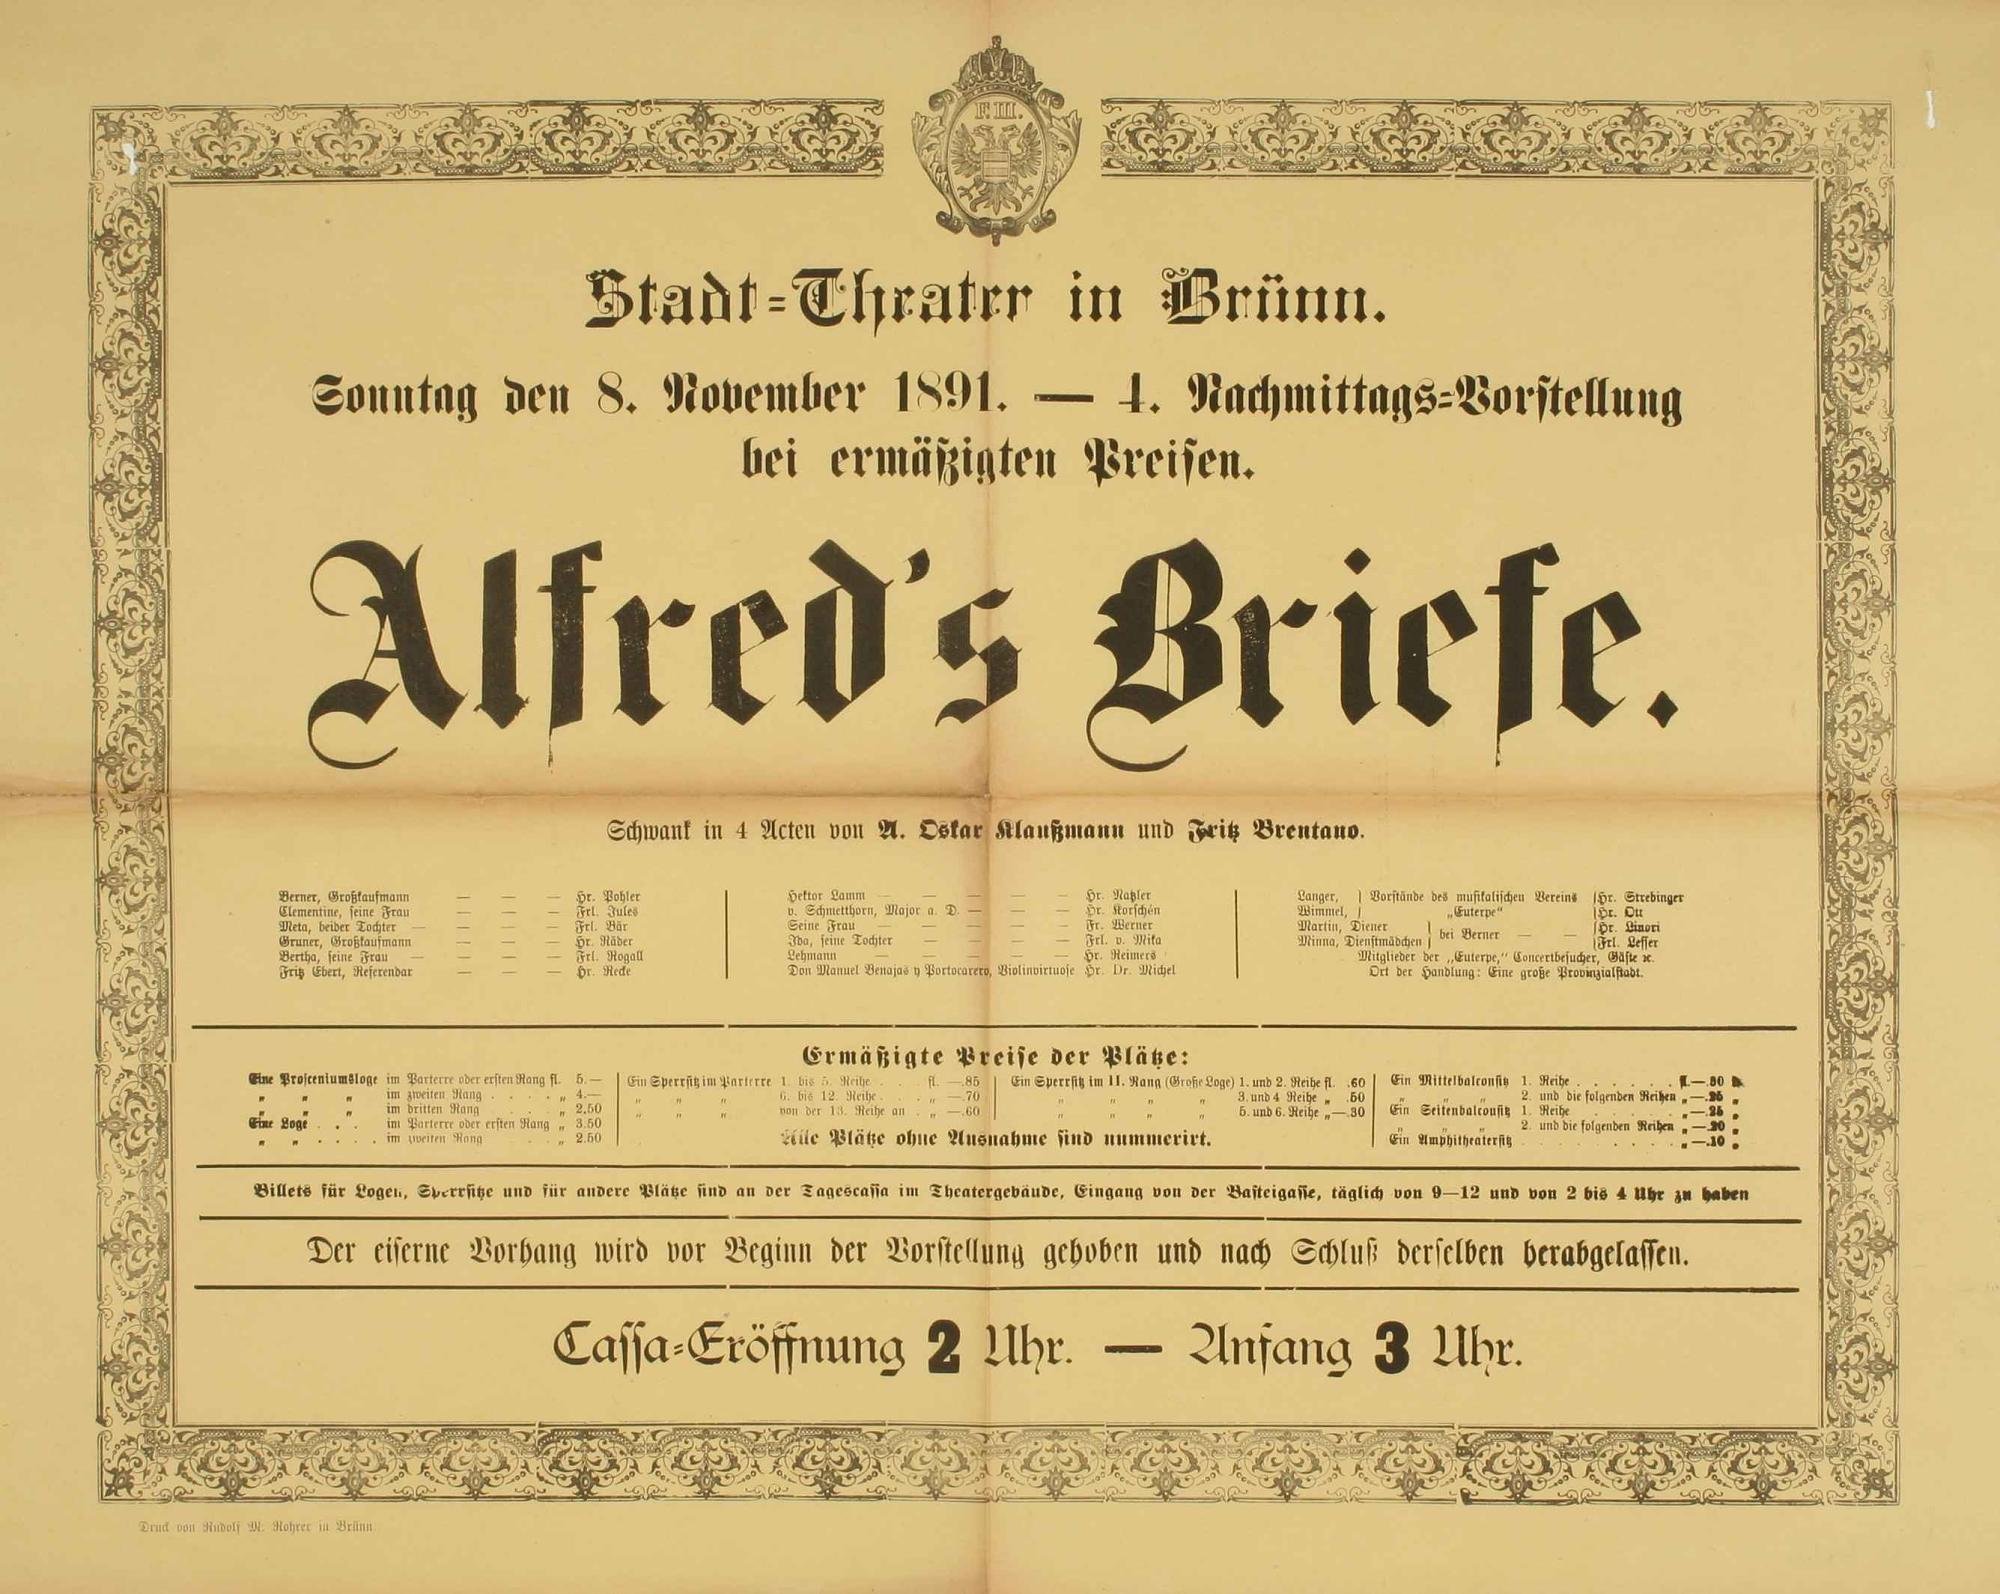 F. III.
Stadt-Theater in Brünn.
Sonntag den 8. November 1891. — 4. Nachmittags-Vorstellung
bei ermäßigten Preisen.
Alfred's Briefe.
Schwank in 4 Acten von A. Oskar Klaußmann und Fritz Brentano.
Berner, Großkaufmann — — — Hr. Pohler
Clementine, seine Frau — — — Frl. Jules
Meta, beider Tochter — — — — Frl. Bär
Gruner, Großkaufmann — — — Hr. Räder
Bertha, seine Frau — — — — Frl. Rogall
Fritz Ebert, Referendar — — — Hr. Recke
Hektor Lamm — — — — — Hr. Natzler
v. Schmetthorn, Major a. D. — — — Hr. Korschén
Seine Frau — — — — — Fr. Werner
Ida, seine Tochter — — — — Frl. v. Mika
Lehmann — — — — — Hr. Reimers
Don Manuel Benajas y Portocarero, Violinvirtuose Hr. Dr. Michel
Langer, | Vorstände des musikalischen Vereins | Hr. Strebinger
Wimmel, | „Euterpe“ | Hr. Ott
Martin, Diener | bei Berner — — | Hr. Linori
Minna, Dienstmädchen | | Frl. Leffer
Mitglieder der „Euterpe,“ Concertbesucher, Gäste ꝛc.
Ort der Handlung: Eine große Provinzialstadt.
Ermäßigte Preise der Plätze:
Eine Prosceniumsloge im Parterre oder ersten Rang fl. 5.—
„ „ „ im zweiten Rang . . . . „ 4.—
„ „ „ im dritten Rang . . . . „ 2.50
Eine Loge . . . im Parterre oder ersten Rang „ 3.50
„ „ . . . . im zweiten Rang . . . . „ 2.50
Ein Sperrsitz im Parterre 1. bis 5. Reihe . . . fl. —.85
„ „ „ 6. bis 12. Reihe . . . „ —.70
„ „ „ von der 13. Reihe an . „ —.60
Ein Sperrsitz im II. Rang (Große Loge) 1. und 2. Reihe fl. .60
„ „ „ „ 3. und 4 Reihe „ .50
„ „ „ „ 5. und 6. Reihe „ —.30
Alle Plätze ohne Ausnahme sind nummerirt.
Ein Mittelbalconsitz 1. Reihe . . . . . . fl.—.30
„ „ „ 2. und die folgenden Reihen „—.25 „
Ein Seitenbalconsitz 1. Reihe „—.25 „
„ „ 2. und die folgenden Reihen „—.20 „
Ein Amphitheatersitz . . . . . . . . „—.10 „
Billets für Logen, Sperrsitze und für andere Plätze sind an der Tagescassa im Theatergebäude, Eingang von der Basteigasse, täglich von 9—12 und von 2 bis 4 Uhr zu haben
Der eiserne Vorhang wird vor Beginn der Vorstellung gehoben und nach Schluß derselben herabgelassen.
Cassa-Eröffnung 2 Uhr. — Anfang 3 Uhr.
Druck von Rudolf M. Rohrer in Brünn.